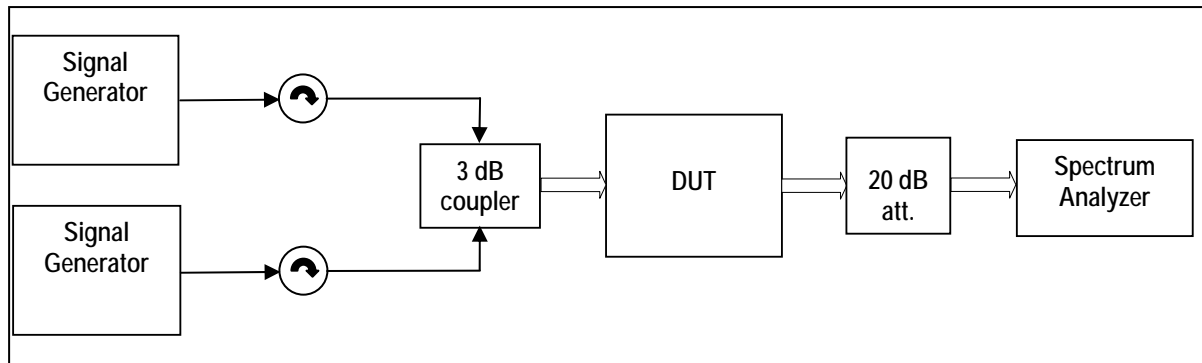 Signal
Generator
3 dB
coupler
DUT
20 dB
att.
Spectrum
Analyzer
Signal
Generator